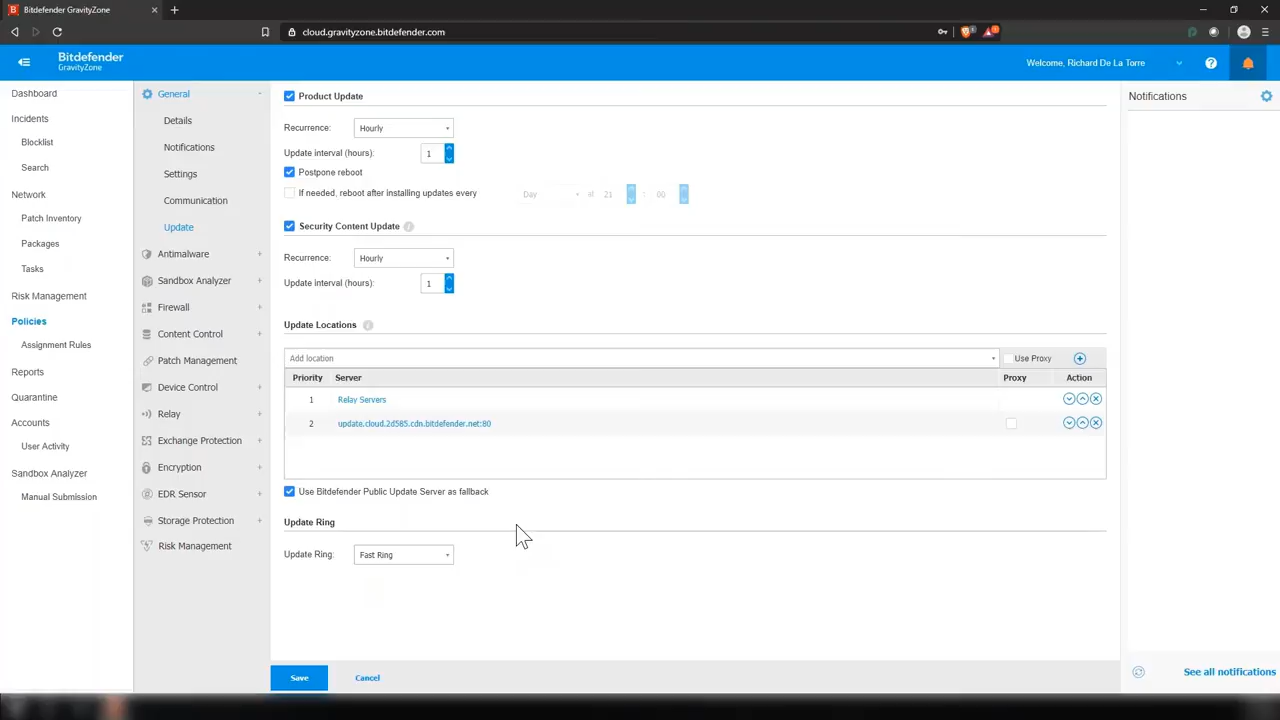 Bitdefender GravityZone
cloud.gravityzone.bitdefender.com
Bitdefender
GravityZone
Welcome, Richard De La Torre
Dashboard
Incidents
Blocklist
Search
Network
Patch Inventory
Packages
Tasks
Risk Management
Policies
Assignment Rules
Reports
Quarantine
Accounts
User Activity
Sandbox Analyzer
Manual Submission
General
Details
Notifications
Settings
Communication
Update
Antimalware
Sandbox Analyzer
Firewall
Content Control
Patch Management
Device Control
Relay
Exchange Protection
Encryption
EDR Sensor
Storage Protection
Risk Management
Product Update
Recurrence: Hourly
Update interval (hours): 1
Postpone reboot
If needed, reboot after installing updates every Day at 21 : 00
Security Content Update
Recurrence: Hourly
Update interval (hours): 1
Update Locations
Add location Use Proxy
Priority Server Proxy Action
1 Relay Servers
2 update.cloud.2d585.cdn.bitdefender.net:80
Use Bitdefender Public Update Server as fallback
Update Ring
Update Ring: Fast Ring
Save Cancel
Notifications
See all notifications